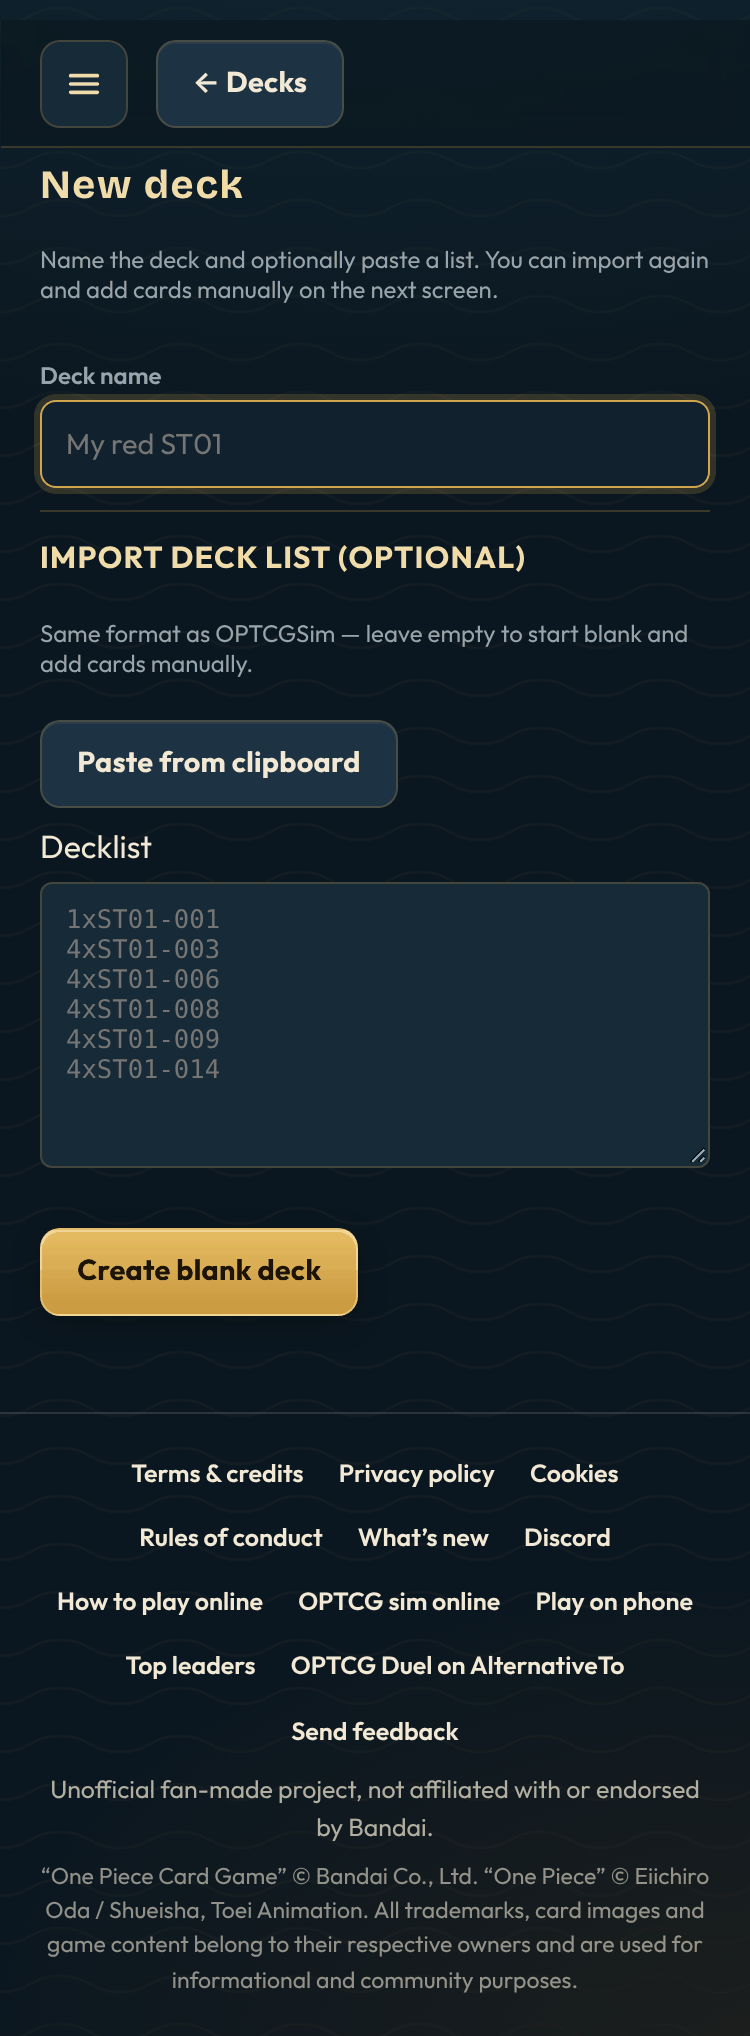 ← Decks
New deck
Name the deck and optionally paste a list. You can import again
and add cards manually on the next screen.
Deck name
My red ST01
IMPORT DECK LIST (OPTIONAL)
Same format as OPTCGSim — leave empty to start blank and
add cards manually.
Paste from clipboard
Decklist
1xST01-001
4xST01-003
4xST01-006
4xST01-008
4xST01-009
4xST01-014
Create blank deck
Terms & credits Privacy policy Cookies
Rules of conduct What’s new Discord
How to play online OPTCG sim online Play on phone
Top leaders OPTCG Duel on AlternativeTo
Send feedback
Unofficial fan-made project, not affiliated with or endorsed
by Bandai.
“One Piece Card Game” © Bandai Co., Ltd. “One Piece” © Eiichiro
Oda / Shueisha, Toei Animation. All trademarks, card images and
game content belong to their respective owners and are used for
informational and community purposes.